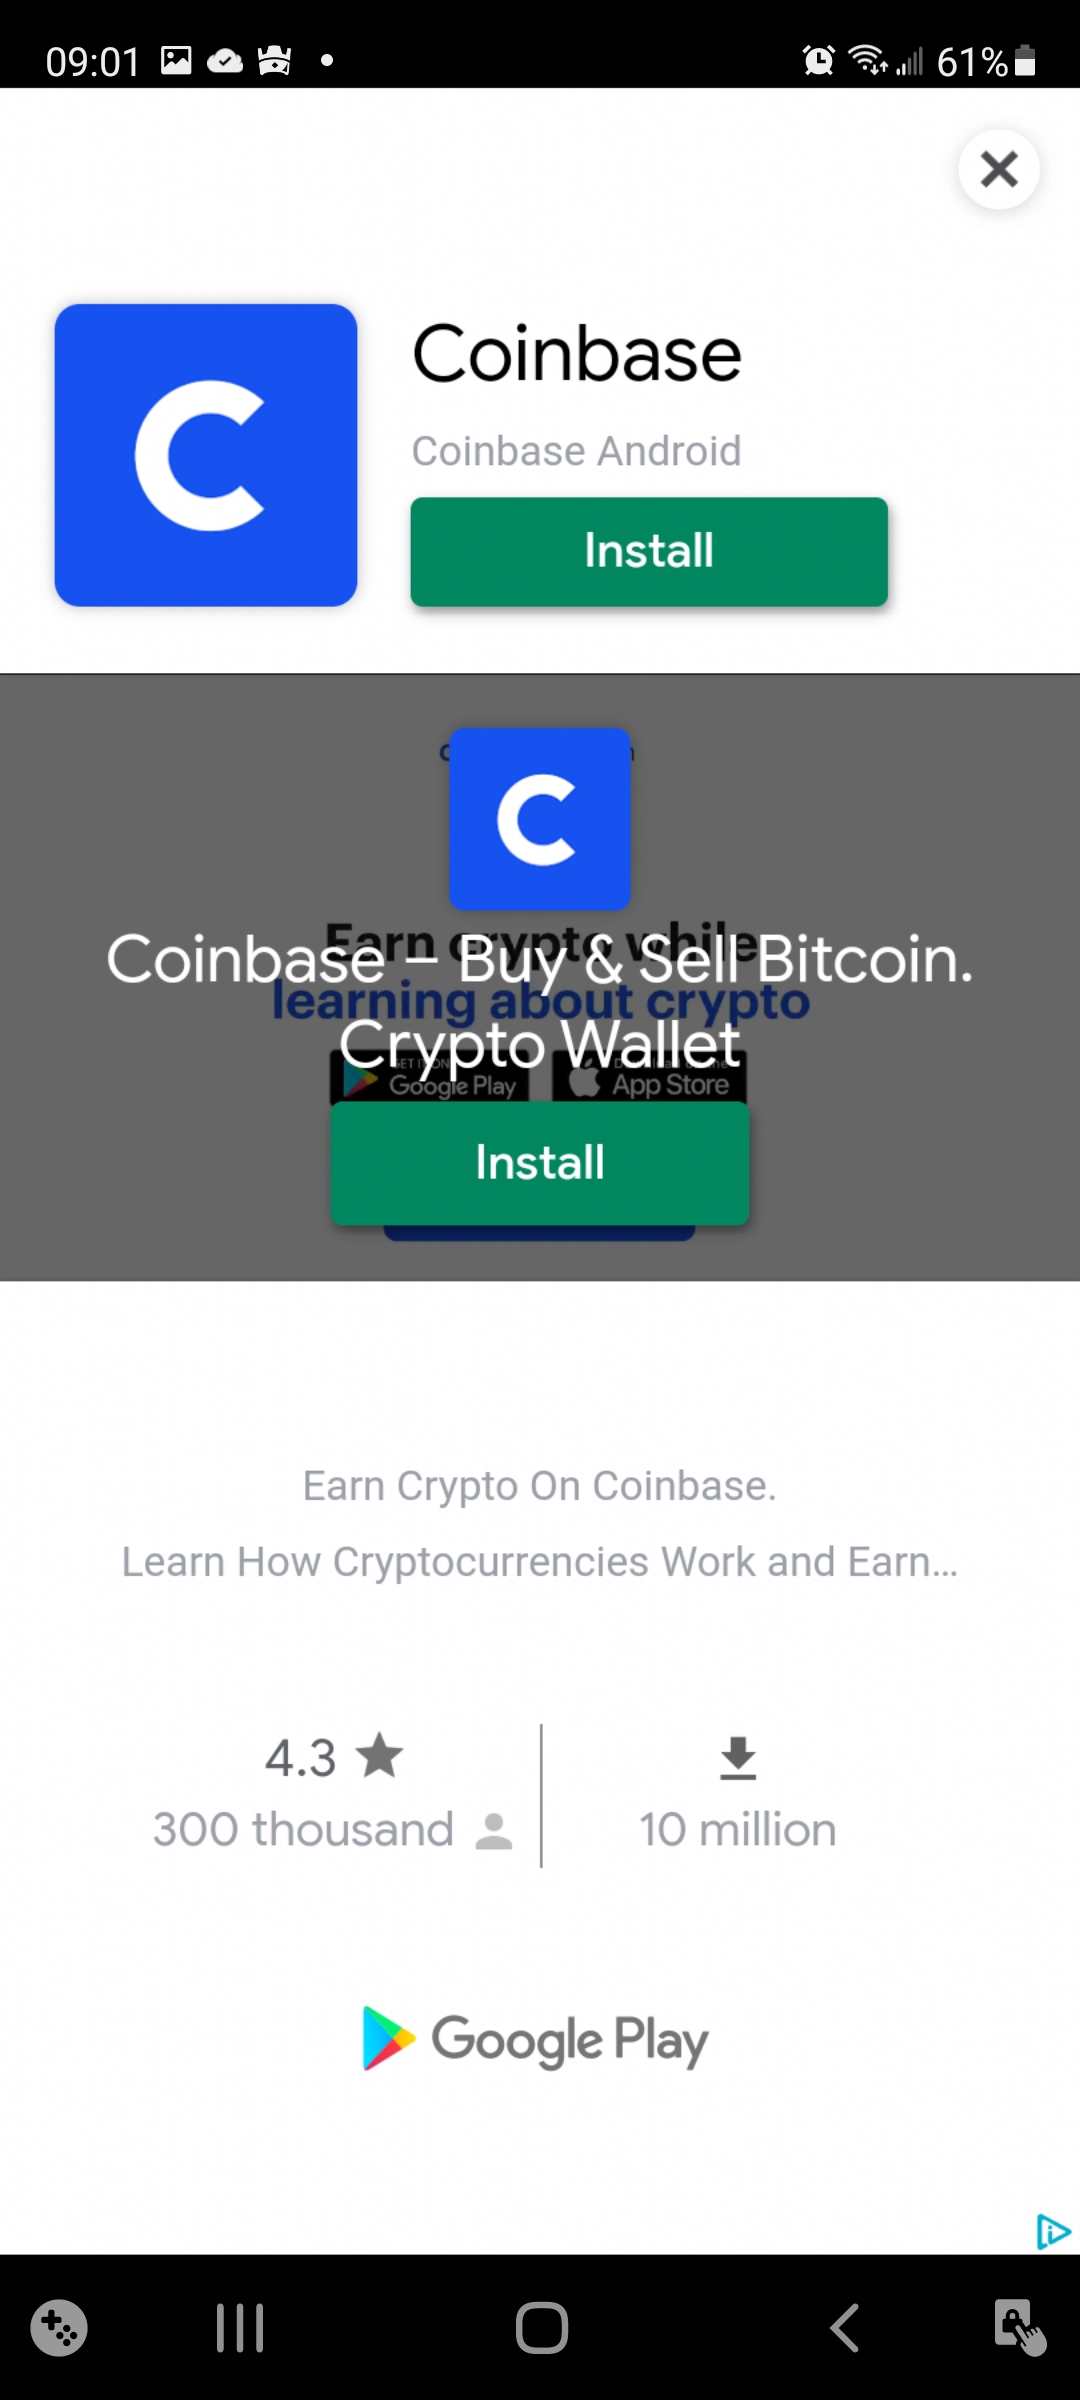 09:01
61%
Coinbase
Coinbase Android
Install
Earn crypto while
Coinbase – Buy & Sell Bitcoin.
learning about crypto
Crypto Wallet
GET IT ON
Google Play
App Store
Install
Earn Crypto On Coinbase.
Learn How Cryptocurrencies Work and Earn...
4.3
300 thousand
10 million
Google Play